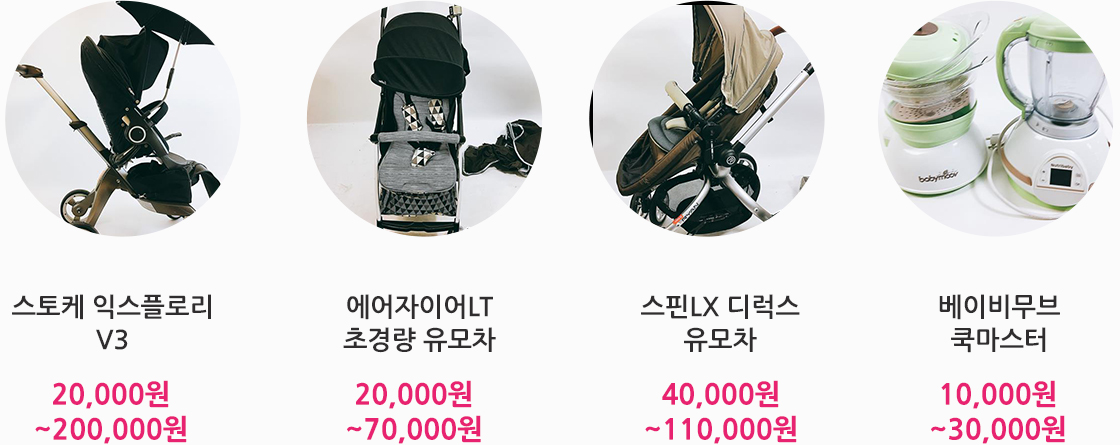 babymoov
스토케 익스플로리
V3
20,000원
~200,000원
에어자이어LT
초경량 유모차
20,000원
~70,000원
스핀LX 디럭스
유모차
40,000원
~110,000원
베이비무브
쿡마스터
10,000원
~30,000원